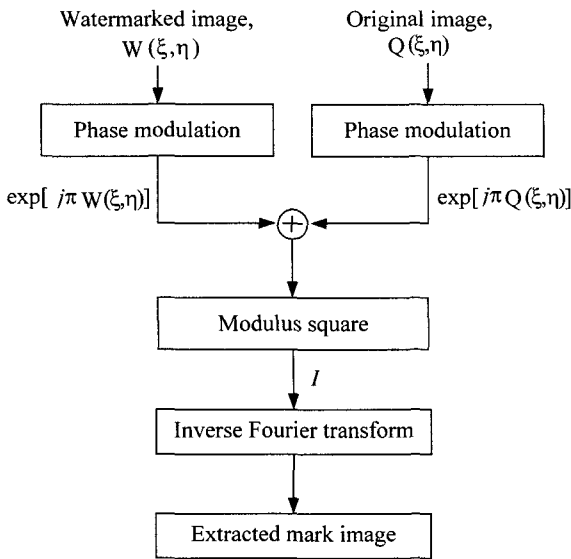 Watermarked image,
W(ξ,η)
Original image,
Q(ξ,η)
Phase modulation
Phase modulation
exp[ jπ W(ξ,η)]
exp[ jπ Q(ξ,η)]
+
Modulus square
I
Inverse Fourier transform
Extracted mark image